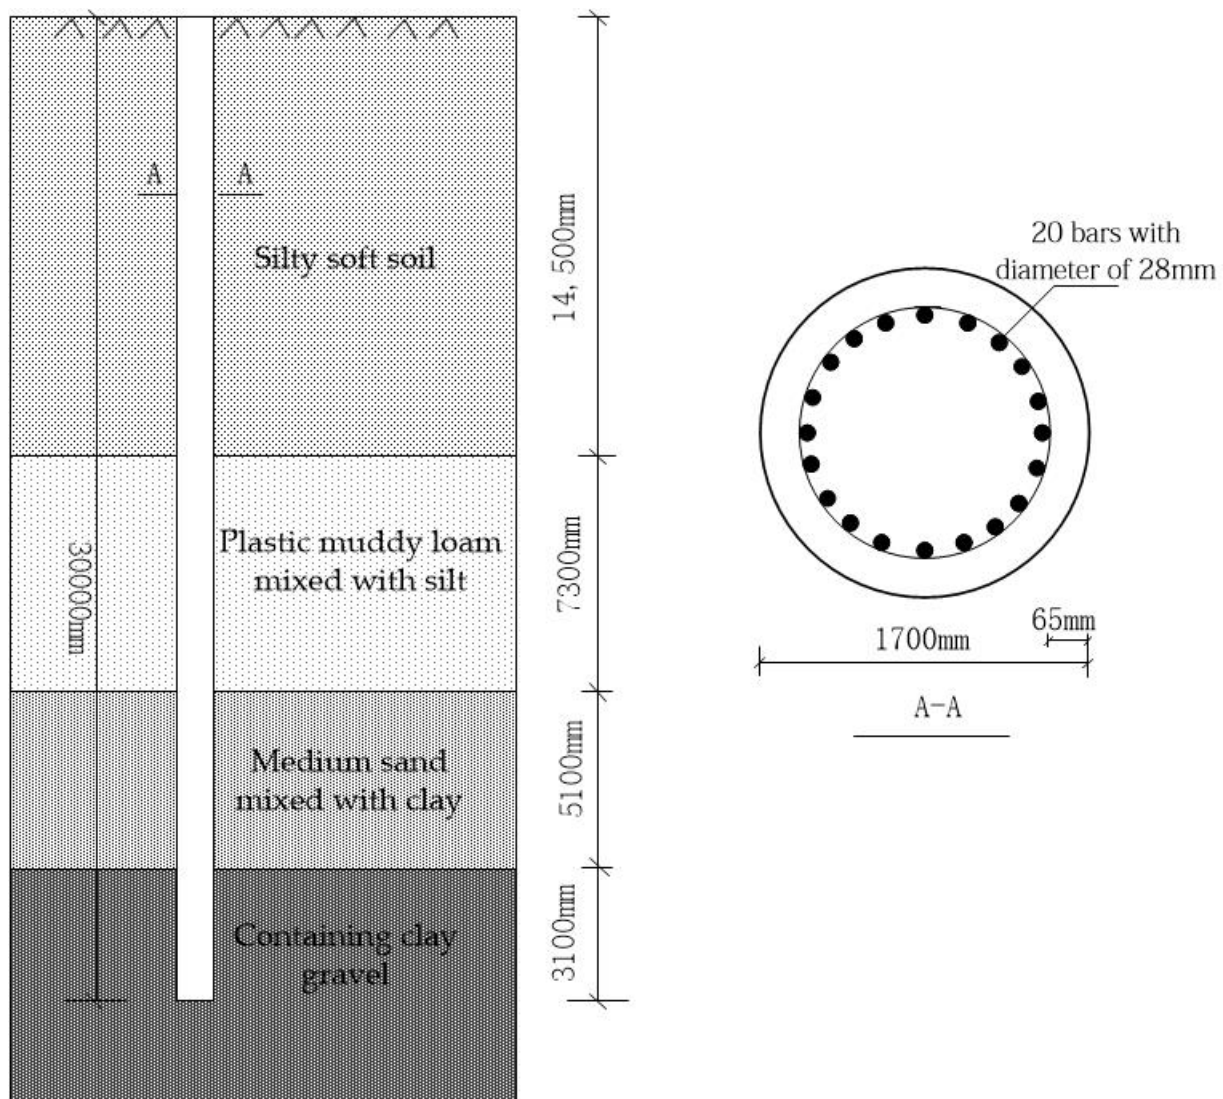 A A
Silty soft soil
14, 500mm
Plastic muddy loam
mixed with silt
7300mm
30000mm
Medium sand
mixed with clay
5100mm
Containing clay
gravel
3100mm
20 bars with
diameter of 28mm
65mm
1700mm
A-A